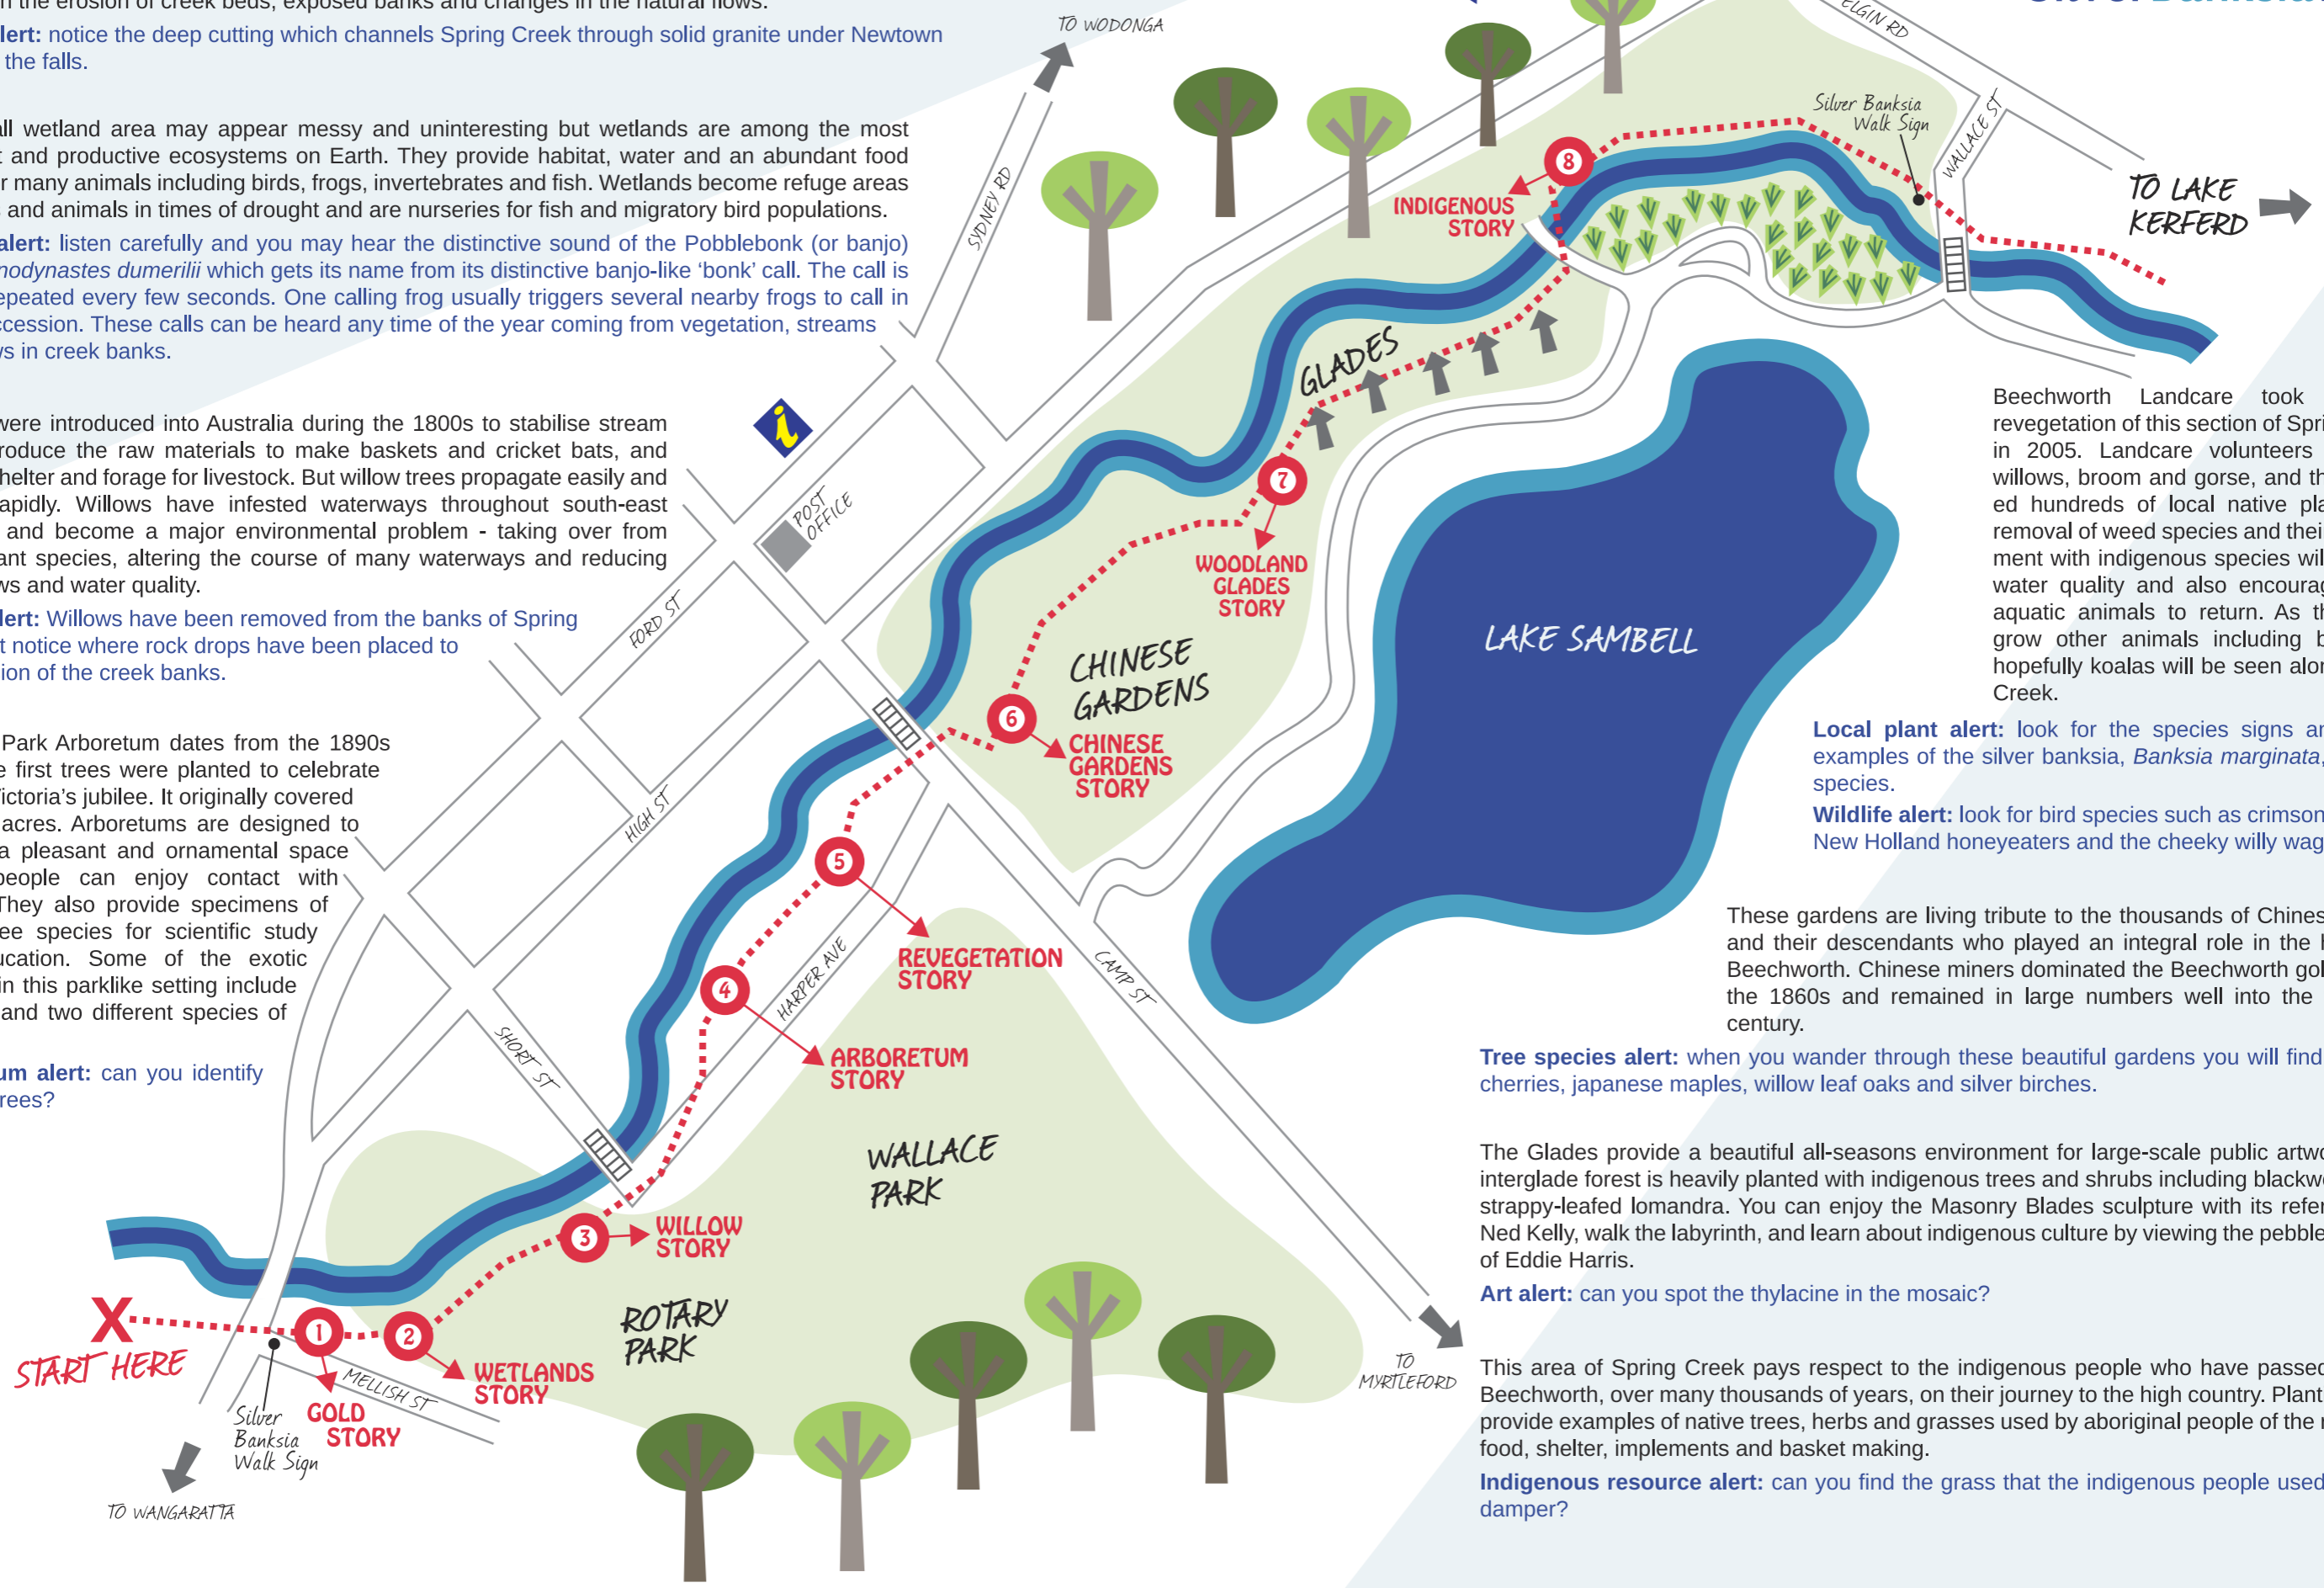 the erosion of creek beds, exposed banks and changes in the natural flows.
notice the deep cutting which channels Spring Creek through solid granite under Newtown
the falls.
wetland area may appear messy and uninteresting but wetlands are among the most
and productive ecosystems on Earth. They provide habitat, water and an abundant food
many animals including birds, frogs, invertebrates and fish. Wetlands become refuge areas
and animals in times of drought and are nurseries for fish and migratory bird populations.
alert: listen carefully and you may hear the distinctive sound of the Pobblebonk (or banjo)
nodynastes dumerilii which gets its name from its distinctive banjo-like ‘bonk’ call. The call is
epeated every few seconds. One calling frog usually triggers several nearby frogs to call in
ccession. These calls can be heard any time of the year coming from vegetation, streams
ws in creek banks.
were introduced into Australia during the 1800s to stabilise stream
roduce the raw materials to make baskets and cricket bats, and
helter and forage for livestock. But willow trees propagate easily and
apidly. Willows have infested waterways throughout south-east
and become a major environmental problem - taking over from
ant species, altering the course of many waterways and reducing
ws and water quality.
lert: Willows have been removed from the banks of Spring
t notice where rock drops have been placed to
ion of the creek banks.
Park Arboretum dates from the 1890s
e first trees were planted to celebrate
Victoria’s jubilee. It originally covered
acres. Arboretums are designed to
a pleasant and ornamental space
people can enjoy contact with
They also provide specimens of
ree species for scientific study
ucation. Some of the exotic
in this parklike setting include
and two different species of
um alert: can you identify
rees?
TO WODONGA
SYDNEY RD
ELGIN RD
WALLACE ST
Silver Banksia
Walk Sign
TO LAKE
KERFERD
8
INDIGENOUS
STORY
GLADES
7
WOODLAND
GLADES
STORY
i
POST
OFFICE
FORD ST
HIGH ST
CHINESE
GARDENS
6
CHINESE
GARDENS
STORY
LAKE SAMBELL
5
REVEGETATION
STORY
4
ARBORETUM
STORY
HARPER AVE
CAMP ST
SHORT ST
WALLACE
PARK
3
WILLOW
STORY
ROTARY
PARK
X
START HERE
1
GOLD
STORY
2
WETLANDS
STORY
MELLISH ST
Silver
Banksia
Walk Sign
TO WANGARATTA
TO
MYRTLEFORD
Beechworth Landcare took
revegetation of this section of Spri
in 2005. Landcare volunteers
willows, broom and gorse, and th
ed hundreds of local native pla
removal of weed species and thei
ment with indigenous species wil
water quality and also encourag
aquatic animals to return. As th
grow other animals including b
hopefully koalas will be seen alon
Creek.
Local plant alert: look for the species signs an
examples of the silver banksia, Banksia marginata,
species.
Wildlife alert: look for bird species such as crimson
New Holland honeyeaters and the cheeky willy wag
These gardens are living tribute to the thousands of Chines
and their descendants who played an integral role in the h
Beechworth. Chinese miners dominated the Beechworth gol
the 1860s and remained in large numbers well into the
century.
Tree species alert: when you wander through these beautiful gardens you will find
cherries, japanese maples, willow leaf oaks and silver birches.
The Glades provide a beautiful all-seasons environment for large-scale public artwo
interglade forest is heavily planted with indigenous trees and shrubs including blackwo
strappy-leafed lomandra. You can enjoy the Masonry Blades sculpture with its refer
Ned Kelly, walk the labyrinth, and learn about indigenous culture by viewing the pebble
of Eddie Harris.
Art alert: can you spot the thylacine in the mosaic?
This area of Spring Creek pays respect to the indigenous people who have passed
Beechworth, over many thousands of years, on their journey to the high country. Plant
provide examples of native trees, herbs and grasses used by aboriginal people of the r
food, shelter, implements and basket making.
Indigenous resource alert: can you find the grass that the indigenous people used
damper?